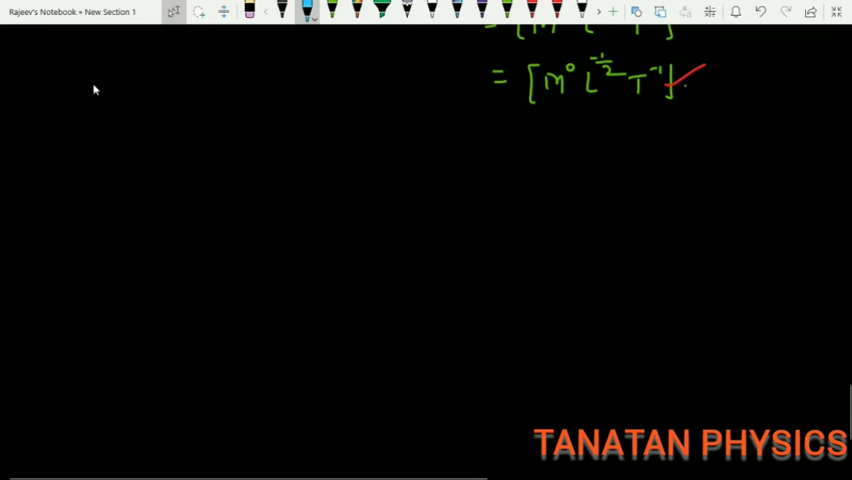 Rajeev's Notebook » New Section 1
= [M⁰ L^-1/2 T⁻¹].
TANATAN PHYSICS